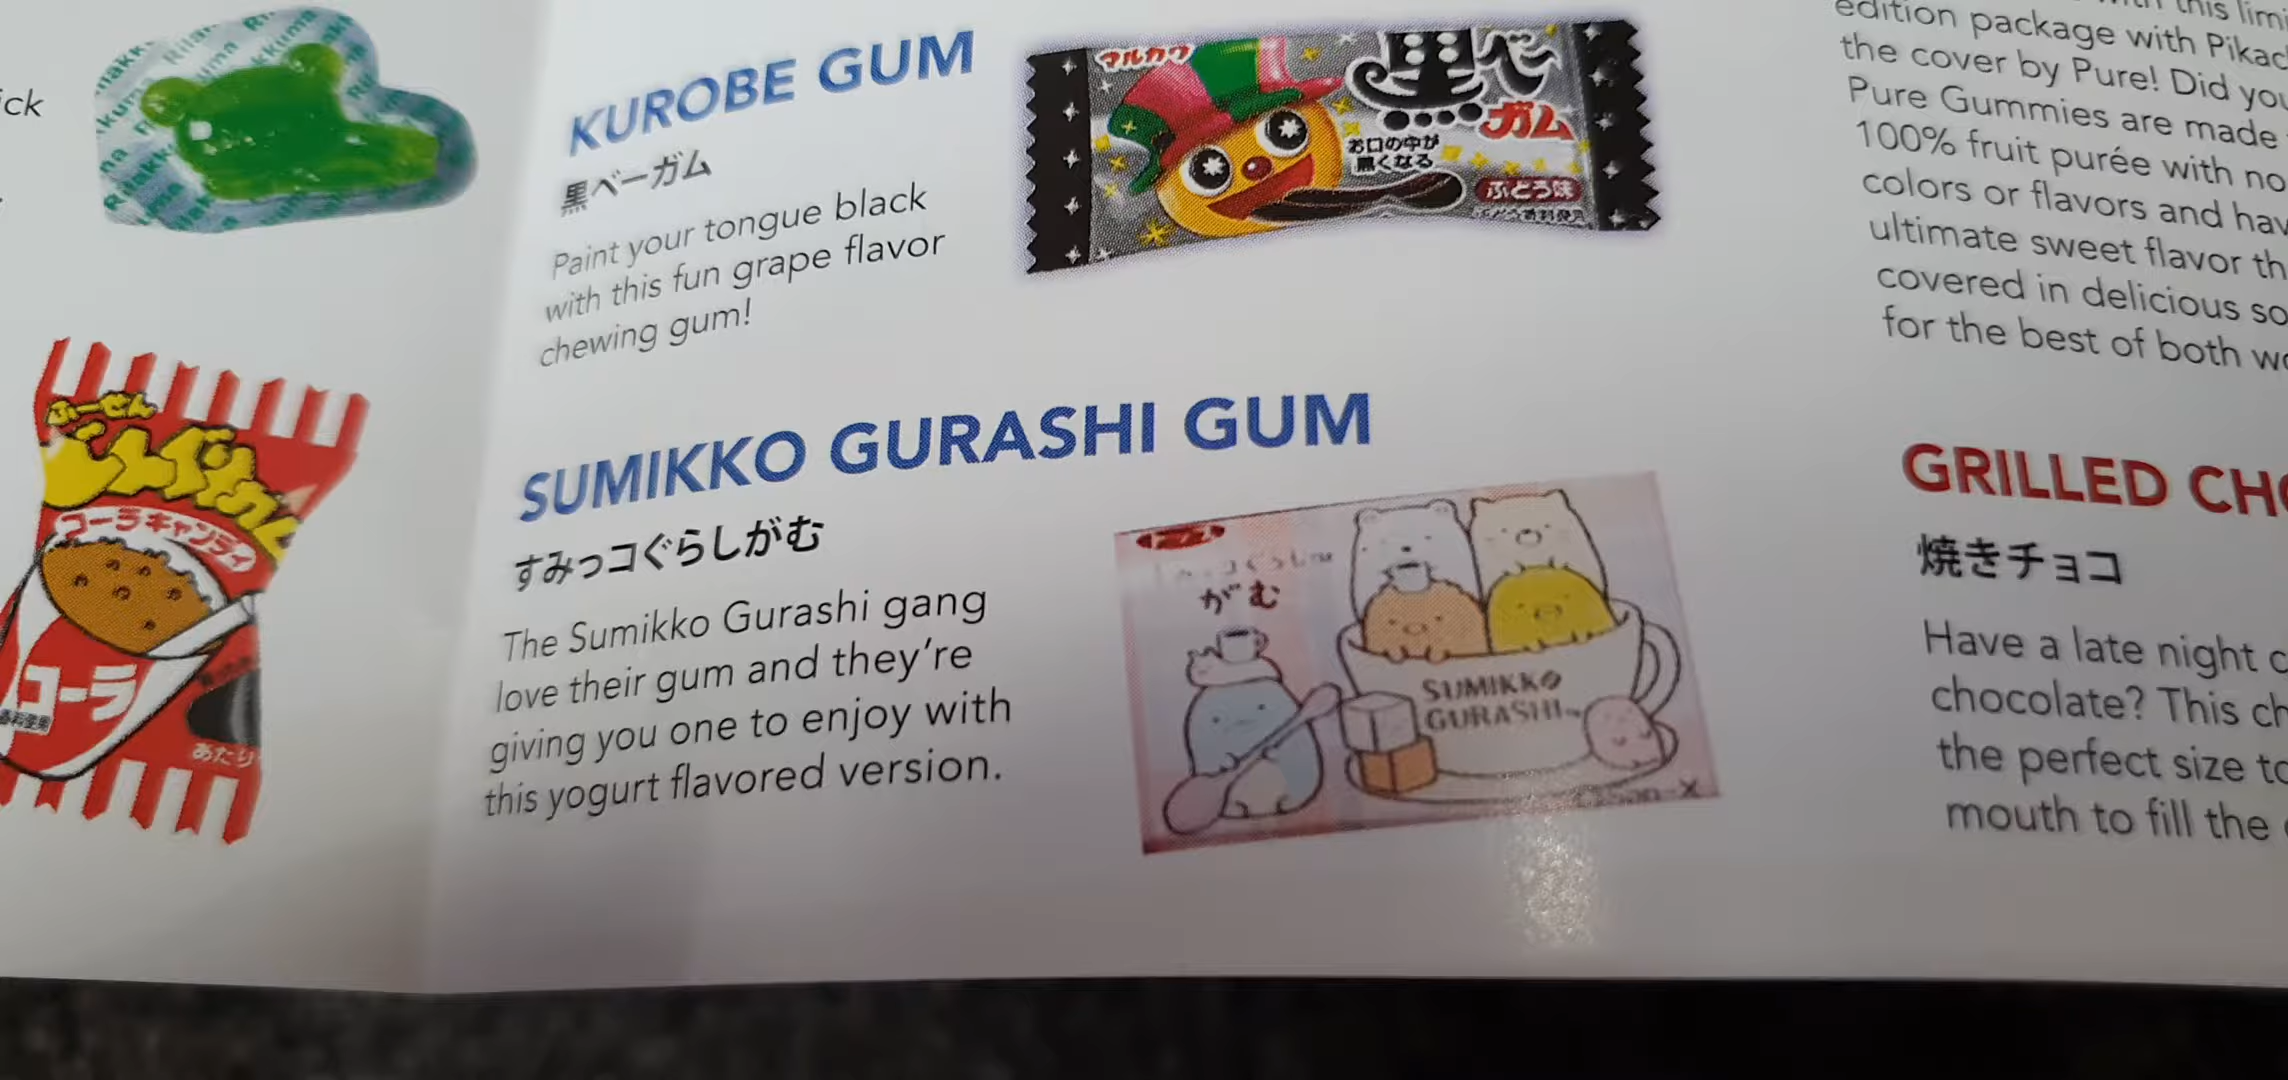 ick
KUROBE GUM
黒べーガム
Paint your tongue black
with this fun grape flavor
chewing gum!
マルカワ
黒べー
ガム
お口の中が
黒くなる
ぶどう味
SUMIKKO GURASHI GUM
すみっコぐらしがむ
The Sumikko Gurashi gang
love their gum and they're
giving you one to enjoy with
this yogurt flavored version.
がむ
SUMIKKO
GURASHI
コーラキャンディ
コーラ
あたり
edition package with Pikac
the cover by Pure! Did you
Pure Gummies are made
100% fruit purée with no
colors or flavors and hav
ultimate sweet flavor th
covered in delicious so
for the best of both wo
GRILLED CHO
焼きチョコ
Have a late night c
chocolate? This ch
the perfect size to
mouth to fill the